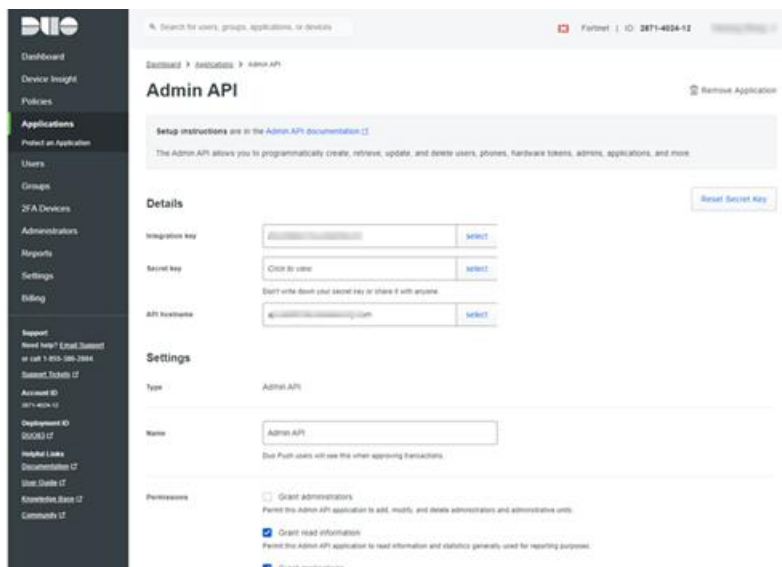 DUO
Search for users, groups, applications, or devices
Fortinet | ID: 2871-4024-12
Dashboard
Device Insight
Policies
Applications
Protect an Application
Users
Groups
2FA Devices
Administrators
Reports
Settings
Billing
Support
Need help? Email Support
or call 1-855-386-2884.
Support Tickets
Account ID
2871-4024-12
Deployment ID
DUO63
Helpful Links
Documentation
User Guide
Knowledge Base
Community
Dashboard > Applications > Admin API
Admin API
Remove Application
Setup instructions are in the Admin API documentation
The Admin API allows you to programmatically create, retrieve, update, and delete users, phones, hardware tokens, admins, applications, and more.
Details
Reset Secret Key
Integration key
select
Secret key
Click to view
select
Don't write down your secret key or share it with anyone.
API hostname
select
Settings
Type
Admin API
Name
Admin API
Duo Push users will see this when approving transactions.
Permissions
Grant administrators
Permit this Admin API application to add, modify, and delete administrators and administrative units.
Grant read information
Permit this Admin API application to read information and statistics generally used for reporting purposes.